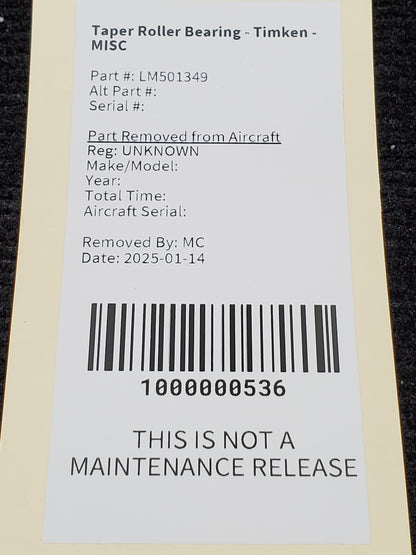 Taper Roller Bearing - Timken -
MISC
Part #: LM501349
Alt Part #:
Serial #:
Part Removed from Aircraft
Reg: UNKNOWN
Make/Model:
Year:
Total Time:
Aircraft Serial:
Removed By: MC
Date: 2025-01-14
1000000536
THIS IS NOT A
MAINTENANCE RELEASE